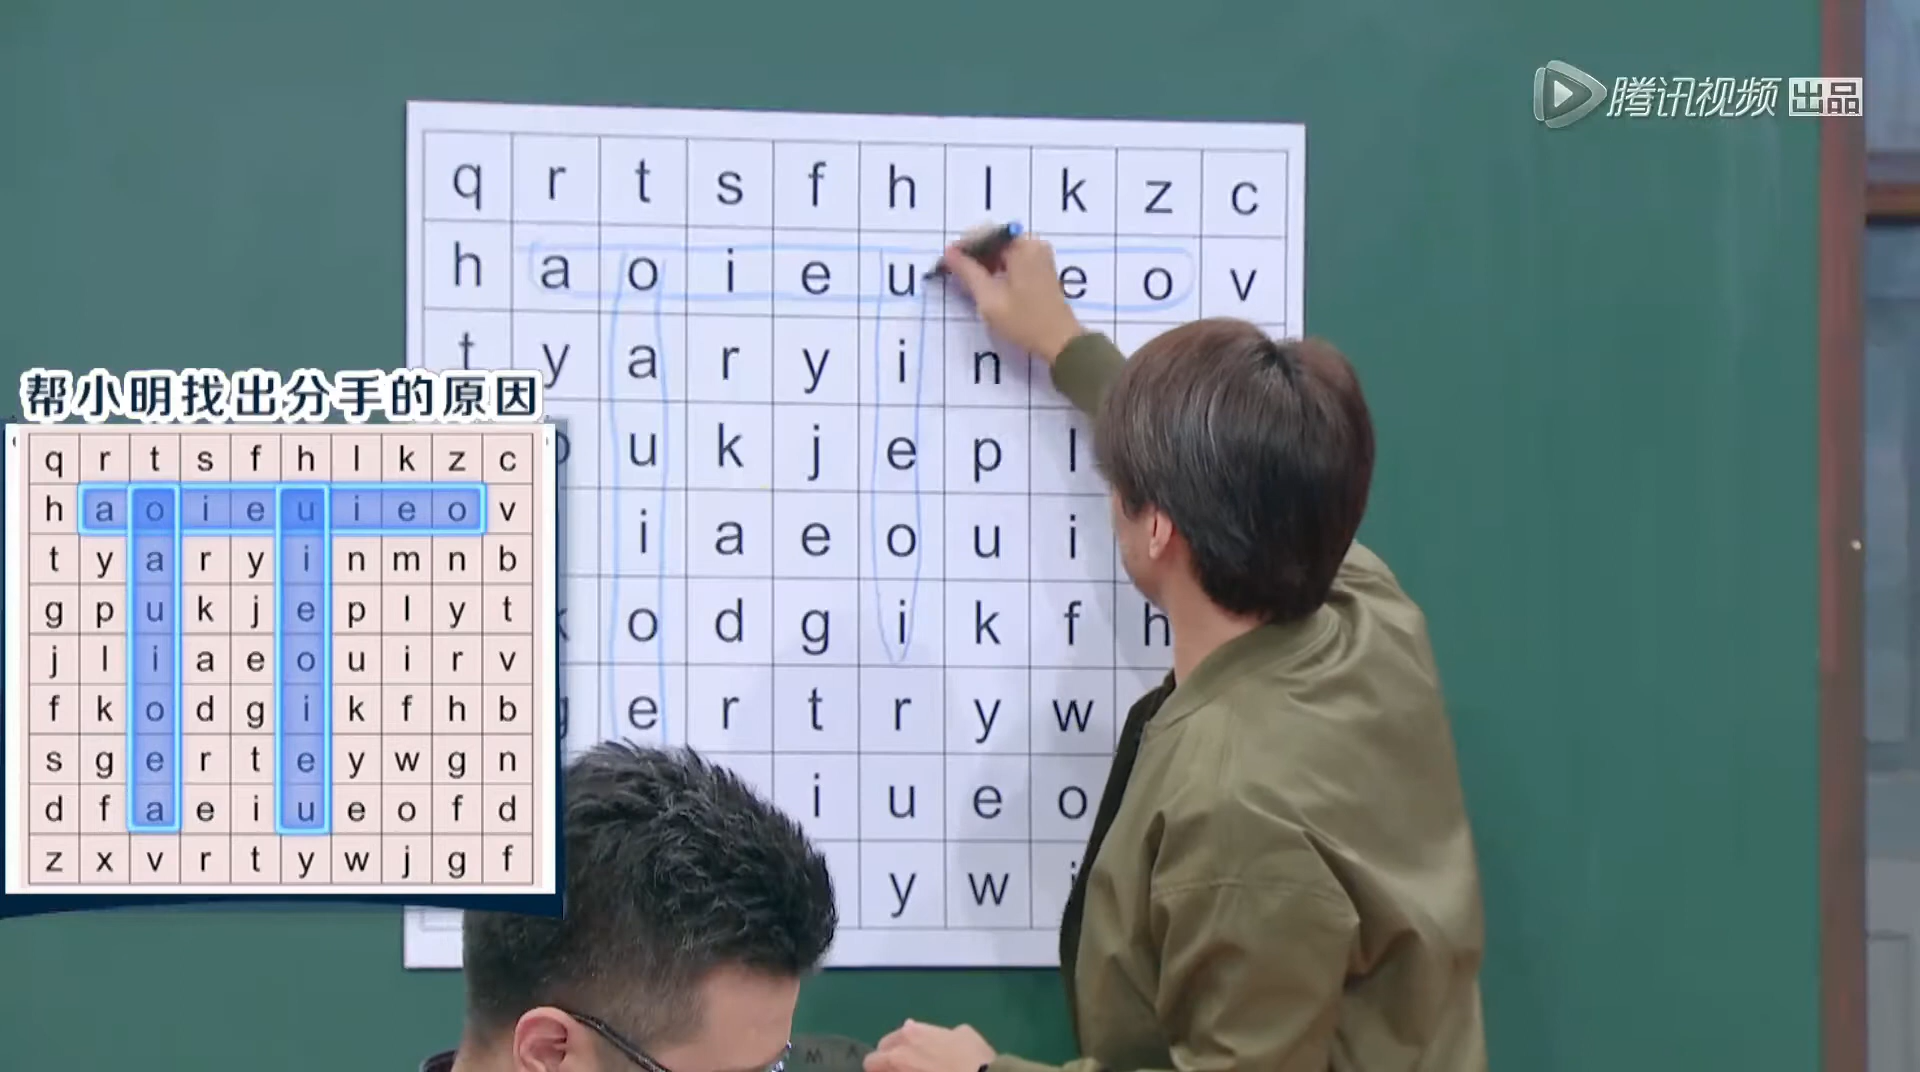 腾讯视频 出品
q r t s f h l k z c
h a o i e u e o v
t y a r y i n
u k j e p l
i a e o u i
k o d g i k f h
g e r t r y w
i u e o
y w
帮小明找出分手的原因
q r t s f h l k z c
h a o i e u i e o v
t y a r y i n m n b
g p u k j e p l y t
j l i a e o u i r v
f k o d g i k f h b
s g e r t e y w g n
d f a e i u e o f d
z x v r t y w j g f